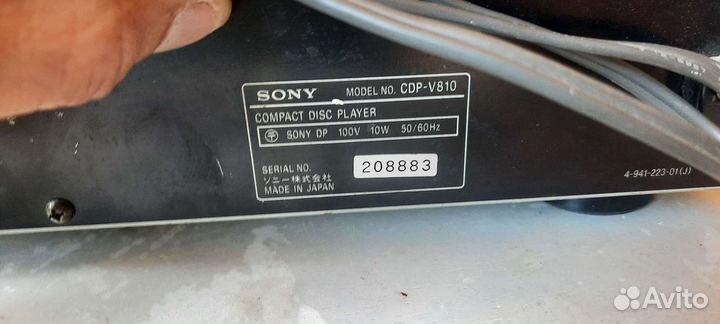 SONY MODEL NO. CDP-V810
COMPACT DISC PLAYER
SONY DP 100V 10W 50/60Hz
SERIAL NO. 208883
ソニー株式会社
MADE IN JAPAN
4-941-223-01(J)
Avito